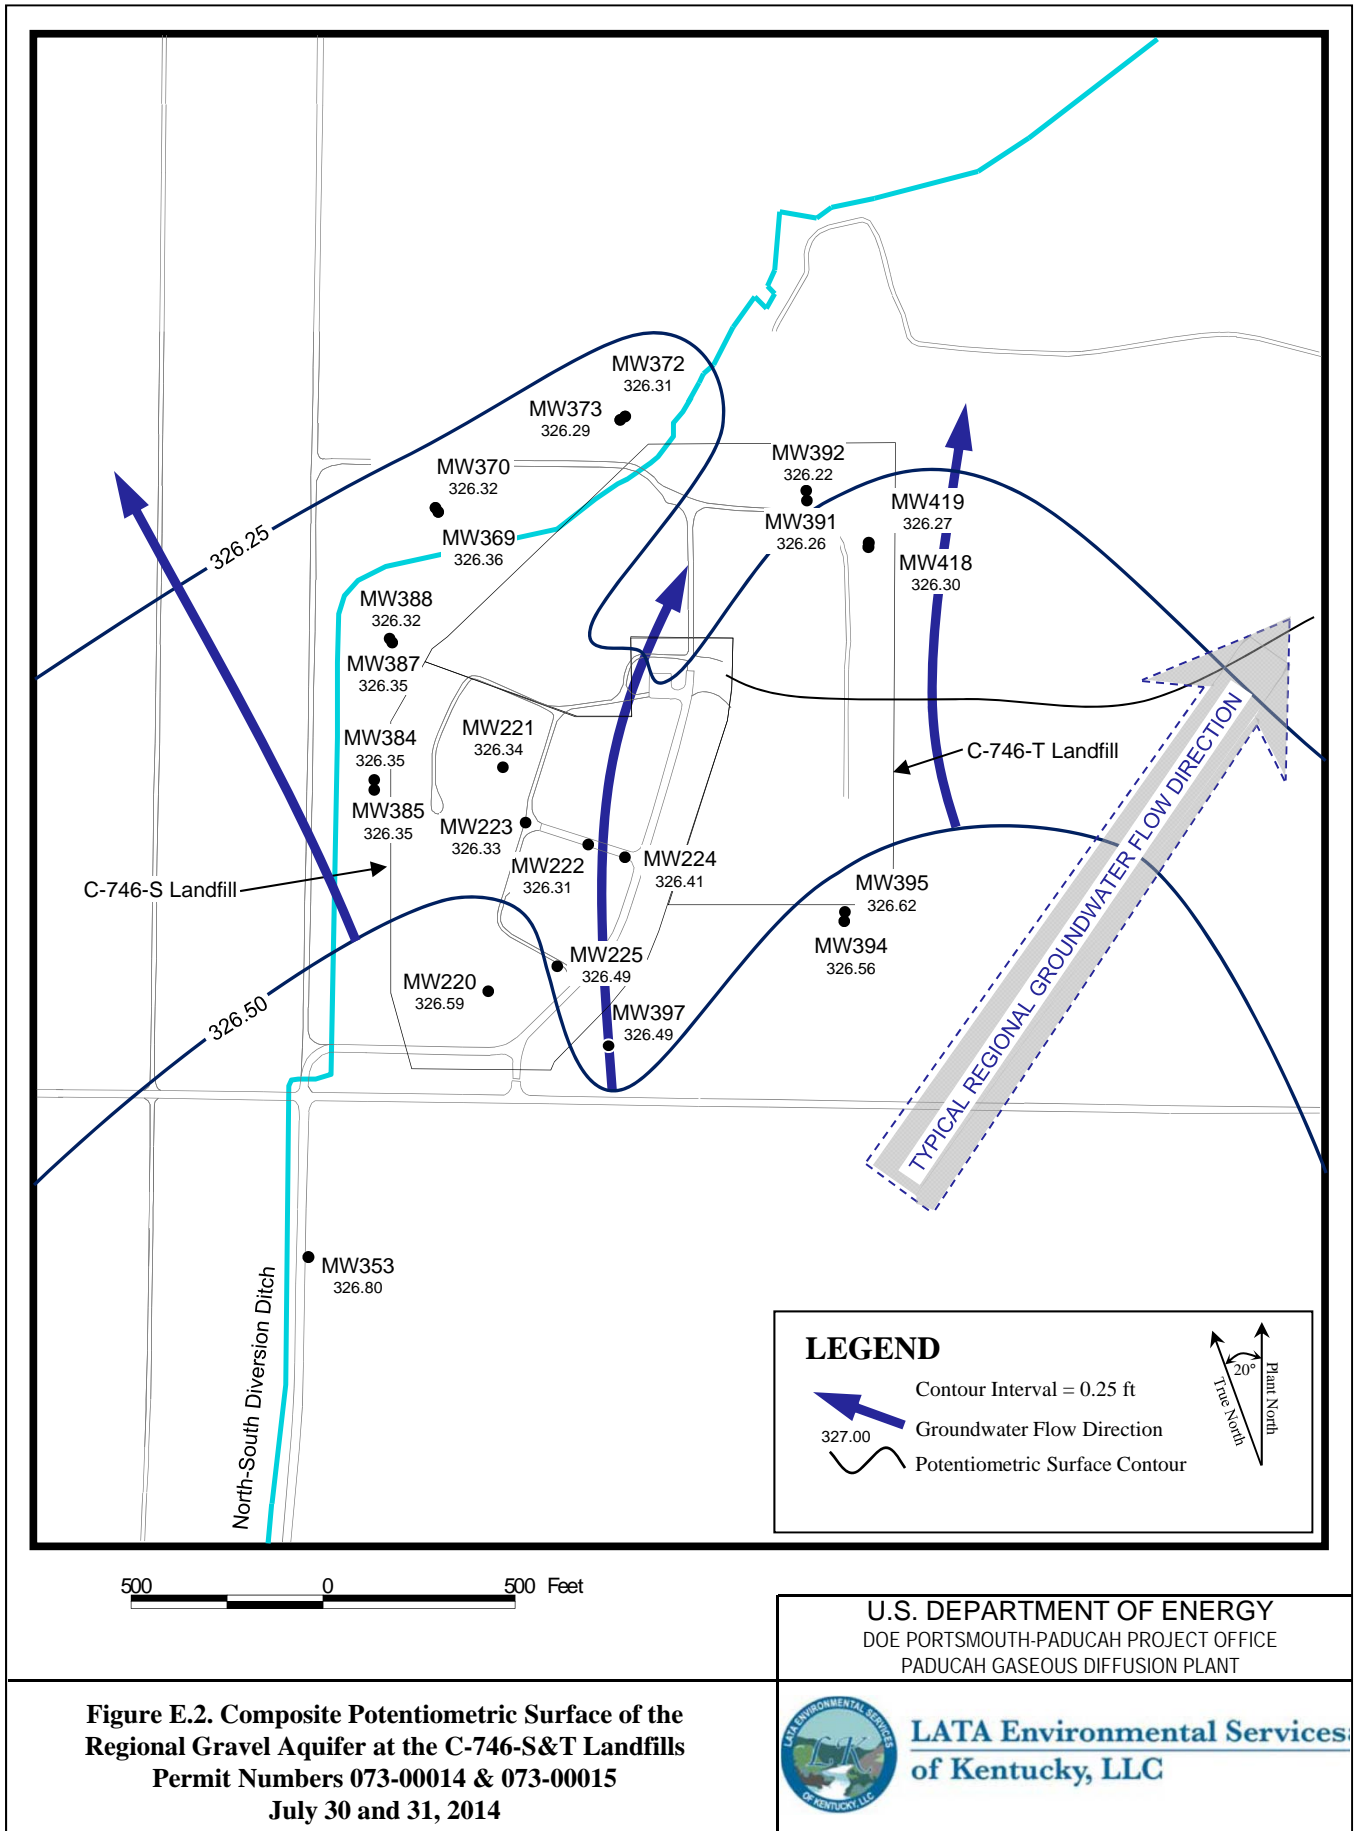 MW372
326.31
MW373
326.29
MW392
326.22
MW370
326.32
MW419
326.27
MW391
326.26
326.25
MW369
326.36
MW418
326.30
MW388
326.32
MW387
326.35
MW221
326.34
MW384
326.35
C-746-T Landfill
MW385
326.35
MW223
326.33
MW222
326.31
MW224
326.41
C-746-S Landfill
MW395
326.62
MW394
326.56
MW225
326.49
MW220
326.59
326.50
MW397
326.49
TYPICAL REGIONAL GROUNDWATER FLOW DIRECTION
MW353
326.80
North-South Diversion Ditch
LEGEND
Contour Interval = 0.25 ft
Groundwater Flow Direction
327.00
Potentiometric Surface Contour
20°
True North
Plant North
500 0 500 Feet
U.S. DEPARTMENT OF ENERGY
DOE PORTSMOUTH-PADUCAH PROJECT OFFICE
PADUCAH GASEOUS DIFFUSION PLANT
Figure E.2. Composite Potentiometric Surface of the
Regional Gravel Aquifer at the C-746-S&T Landfills
Permit Numbers 073-00014 & 073-00015
July 30 and 31, 2014
LATA ENVIRONMENTAL SERVICES
LK
OF KENTUCKY, LLC
LATA Environmental Services
of Kentucky, LLC